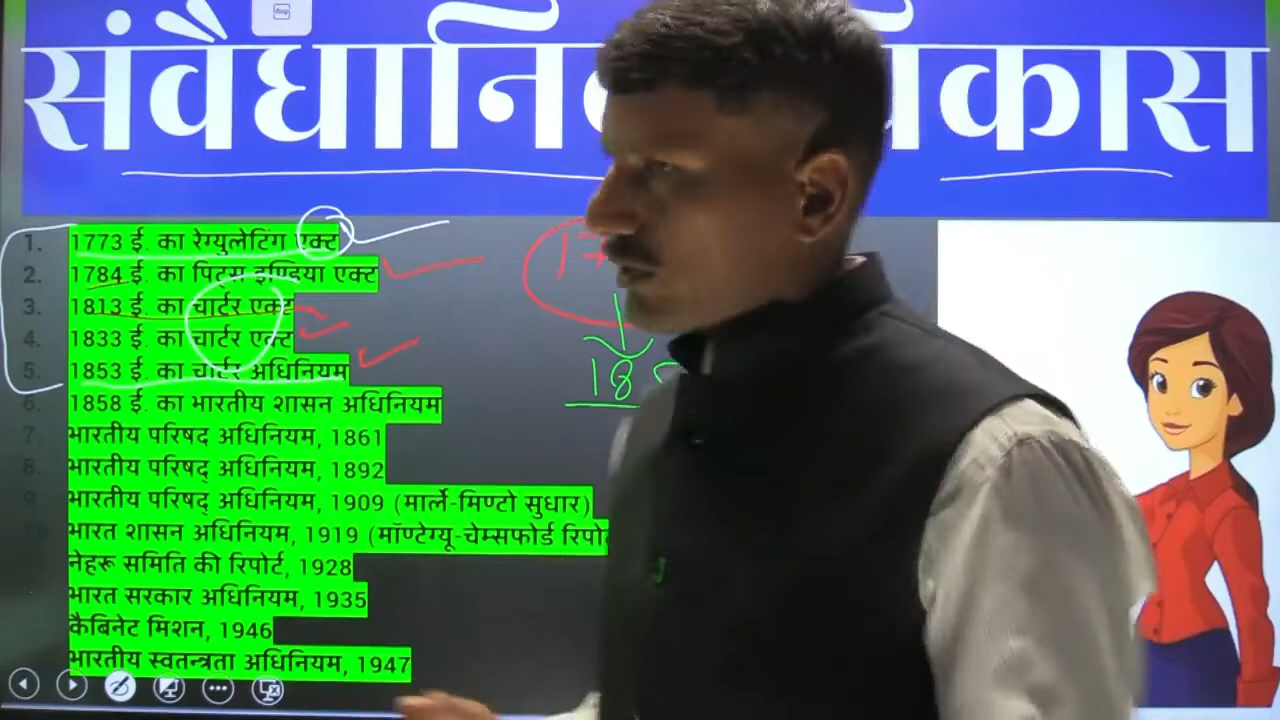 संवैधानि कास
1. 1773 ई. का रेग्युलेटिंग एक्ट
2. 1784 ई. का पिट्स इण्डिया एक्ट
3. 1813 ई. का चार्टर एक्ट
4. 1833 ई. का चार्टर एक्ट
5. 1853 ई. का चार्टर अधिनियम
6. 1858 ई. का भारतीय शासन अधिनियम
7. भारतीय परिषद अधिनियम, 1861
8. भारतीय परिषद् अधिनियम, 1892
9. भारतीय परिषद् अधिनियम, 1909 (मार्ले-मिण्टो सुधार)
10. भारत शासन अधिनियम, 1919 (मॉण्टेग्यू-चेम्सफोर्ड रिपो
नेहरू समिति की रिपोर्ट, 1928
भारत सरकार अधिनियम, 1935
कैबिनेट मिशन, 1946
भारतीय स्वतन्त्रता अधिनियम, 1947
17
18